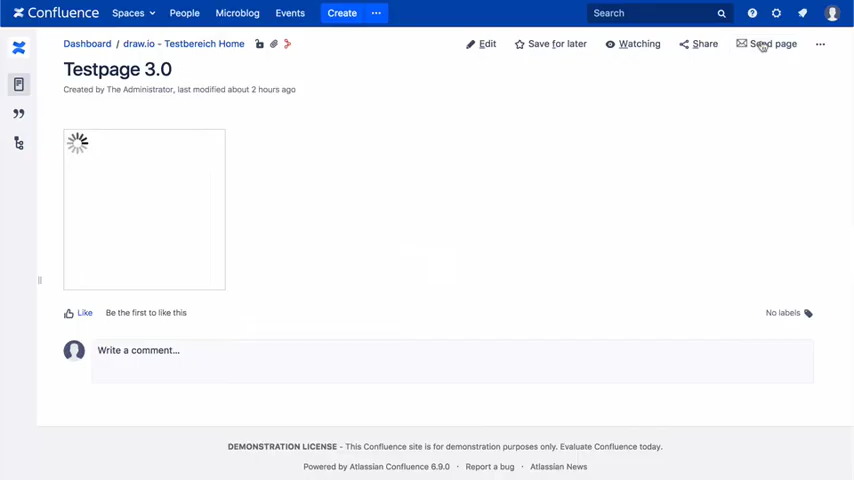 Confluence Spaces People Microblog Events Create ··· Search
Dashboard / draw.io - Testbereich Home Edit Save for later Watching Share Send page ···
Testpage 3.0
Created by The Administrator, last modified about 2 hours ago
Like Be the first to like this No labels
Write a comment...
DEMONSTRATION LICENSE - This Confluence site is for demonstration purposes only. Evaluate Confluence today.
Powered by Atlassian Confluence 6.9.0 · Report a bug · Atlassian News